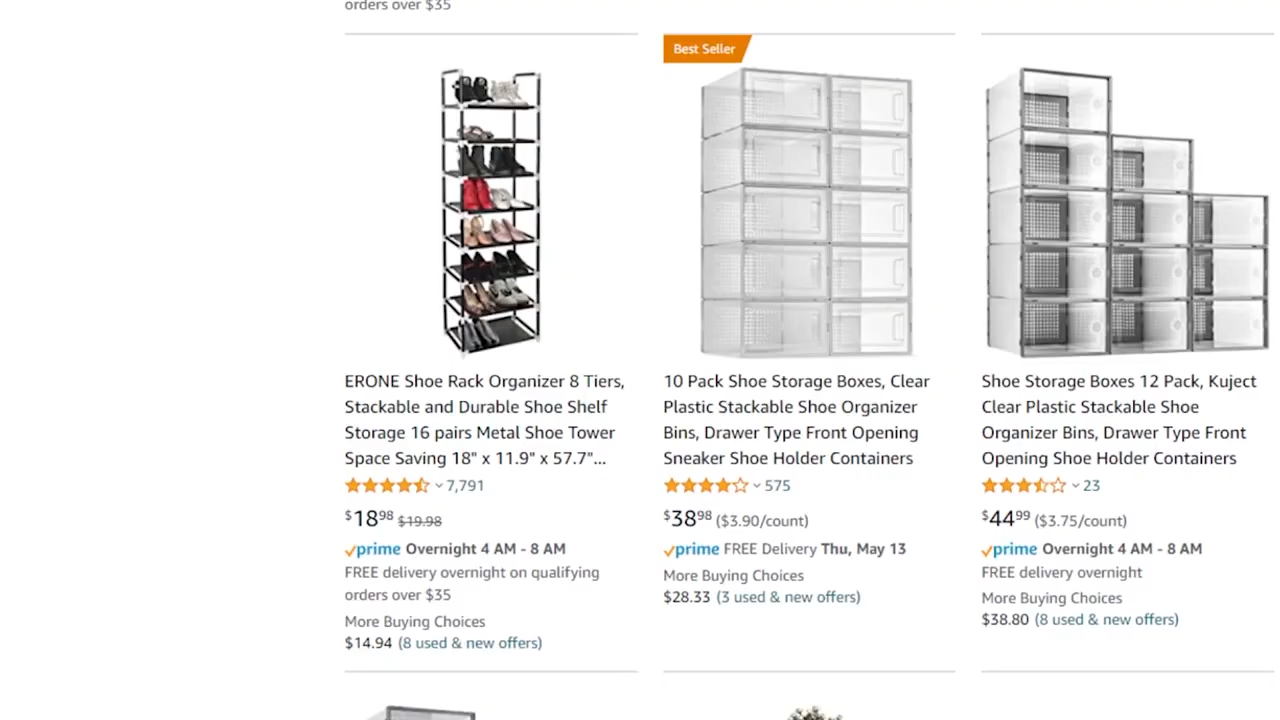 orders over $35
Best Seller
ERONE Shoe Rack Organizer 8 Tiers,
Stackable and Durable Shoe Shelf
Storage 16 pairs Metal Shoe Tower
Space Saving 18" x 11.9" x 57.7"...
7,791
$1898 $19.98
prime Overnight 4 AM - 8 AM
FREE delivery overnight on qualifying
orders over $35
More Buying Choices
$14.94 (8 used & new offers)
10 Pack Shoe Storage Boxes, Clear
Plastic Stackable Shoe Organizer
Bins, Drawer Type Front Opening
Sneaker Shoe Holder Containers
575
$3898 ($3.90/count)
prime FREE Delivery Thu, May 13
More Buying Choices
$28.33 (3 used & new offers)
Shoe Storage Boxes 12 Pack, Kuject
Clear Plastic Stackable Shoe
Organizer Bins, Drawer Type Front
Opening Shoe Holder Containers
23
$4499 ($3.75/count)
prime Overnight 4 AM - 8 AM
FREE delivery overnight
More Buying Choices
$38.80 (8 used & new offers)